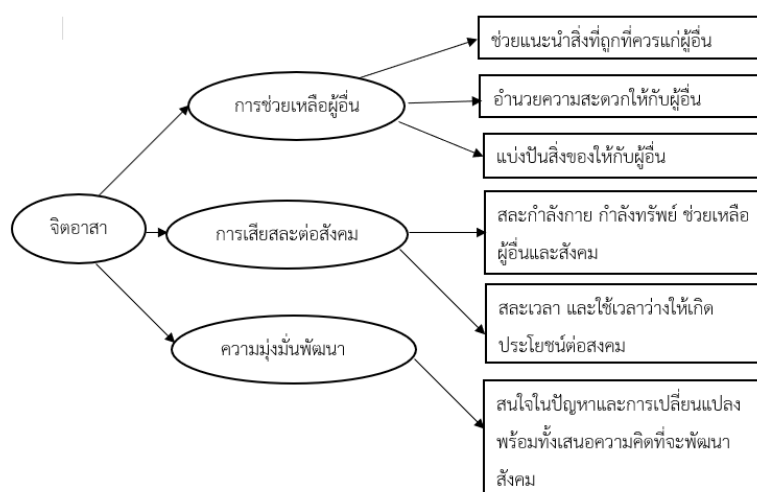 ช่วยแนะนำสิ่งที่ถูกที่ควรแก่ผู้อื่น
การช่วยเหลือผู้อื่น
อำนวยความสะดวกให้กับผู้อื่น
แบ่งปันสิ่งของให้กับผู้อื่น
จิตอาสา
การเสียสละต่อสังคม
สละกำลังกาย กำลังทรัพย์ ช่วยเหลือ
ผู้อื่นและสังคม
สละเวลา และใช้เวลาว่างให้เกิด
ประโยชน์ต่อสงคม
ความมุ่งมั่นพัฒนา
สนใจในปัญหาและการเปลี่ยนแปลง
พร้อมทั้งเสนอความคิดที่จะพัฒนา
สังคม